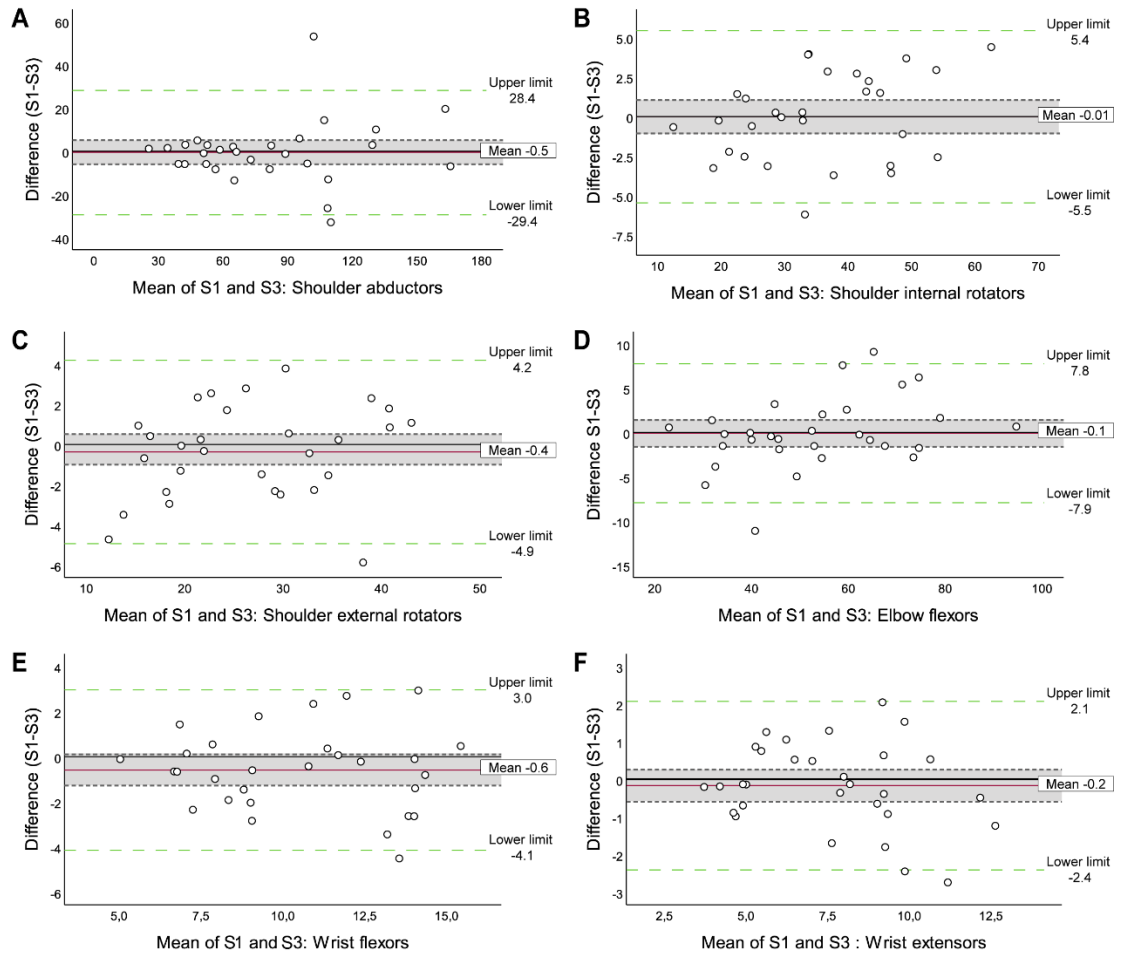 A
60
40
20
0
-20
-40
Difference (S1-S3)
Upper limit
28.4
Mean -0.5
Lower limit
-29.4
0 30 60 90 120 150 180
Mean of S1 and S3: Shoulder abductors
B
5.0
2.5
0
-2.5
-5.0
-7.5
Difference (S1-S3)
Upper limit
5.4
Mean -0.01
Lower limit
-5.5
10 20 30 40 50 60 70
Mean of S1 and S3: Shoulder internal rotators
C
4
2
0
-2
-4
-6
Difference (S1-S3)
Upper limit
4.2
Mean -0.4
Lower limit
-4.9
10 20 30 40 50
Mean of S1 and S3: Shoulder external rotators
D
10
5
0
-5
-10
-15
Difference (S1-S3
Upper limit
7.8
Mean -0.1
Lower limit
-7.9
20 40 60 80 100
Mean of S1 and S3: Elbow flexors
E
4
2
0
-2
-4
-6
Difference (S1-S3)
Upper limit
3.0
Mean -0.6
Lower limit
-4.1
5,0 7,5 10,0 12,5 15,0
Mean of S1 and S3: Wrist flexors
F
3
2
1
0
-1
-2
-3
Difference (S1-S3)
Upper limit
2.1
Mean -0.2
Lower limit
-2.4
2,5 5,0 7,5 10,0 12,5
Mean of S1 and S3 : Wrist extensors